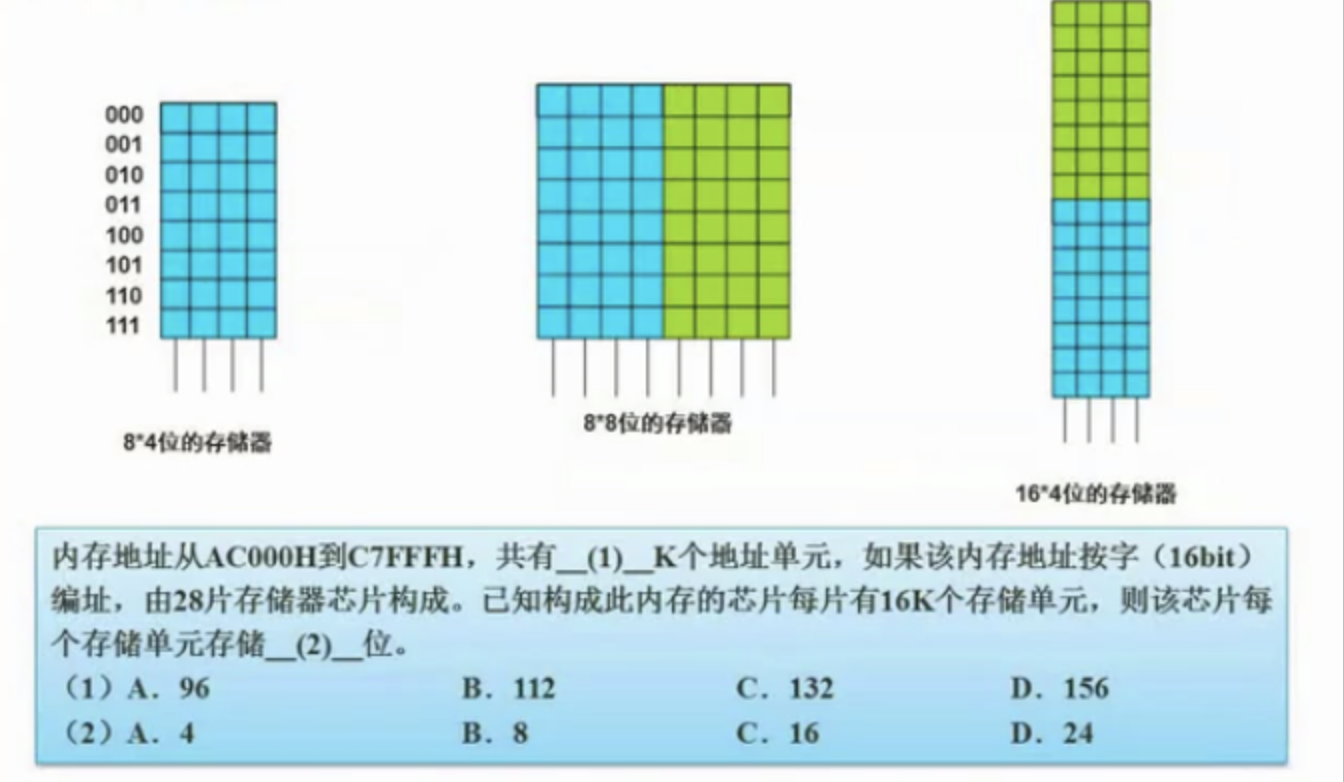 000
001
010
011
100
101
110
111
8*4位的存储器
8*8位的存储器
16*4位的存储器
内存地址从AC000H到C7FFFH，共有__(1)__K个地址单元，如果该内存地址按字（16bit）
编址，由28片存储器芯片构成。已知构成此内存的芯片每片有16K个存储单元，则该芯片每
个存储单元存储__(2)__位。
（1）A．96 B．112 C．132 D．156
（2）A．4 B．8 C．16 D．24